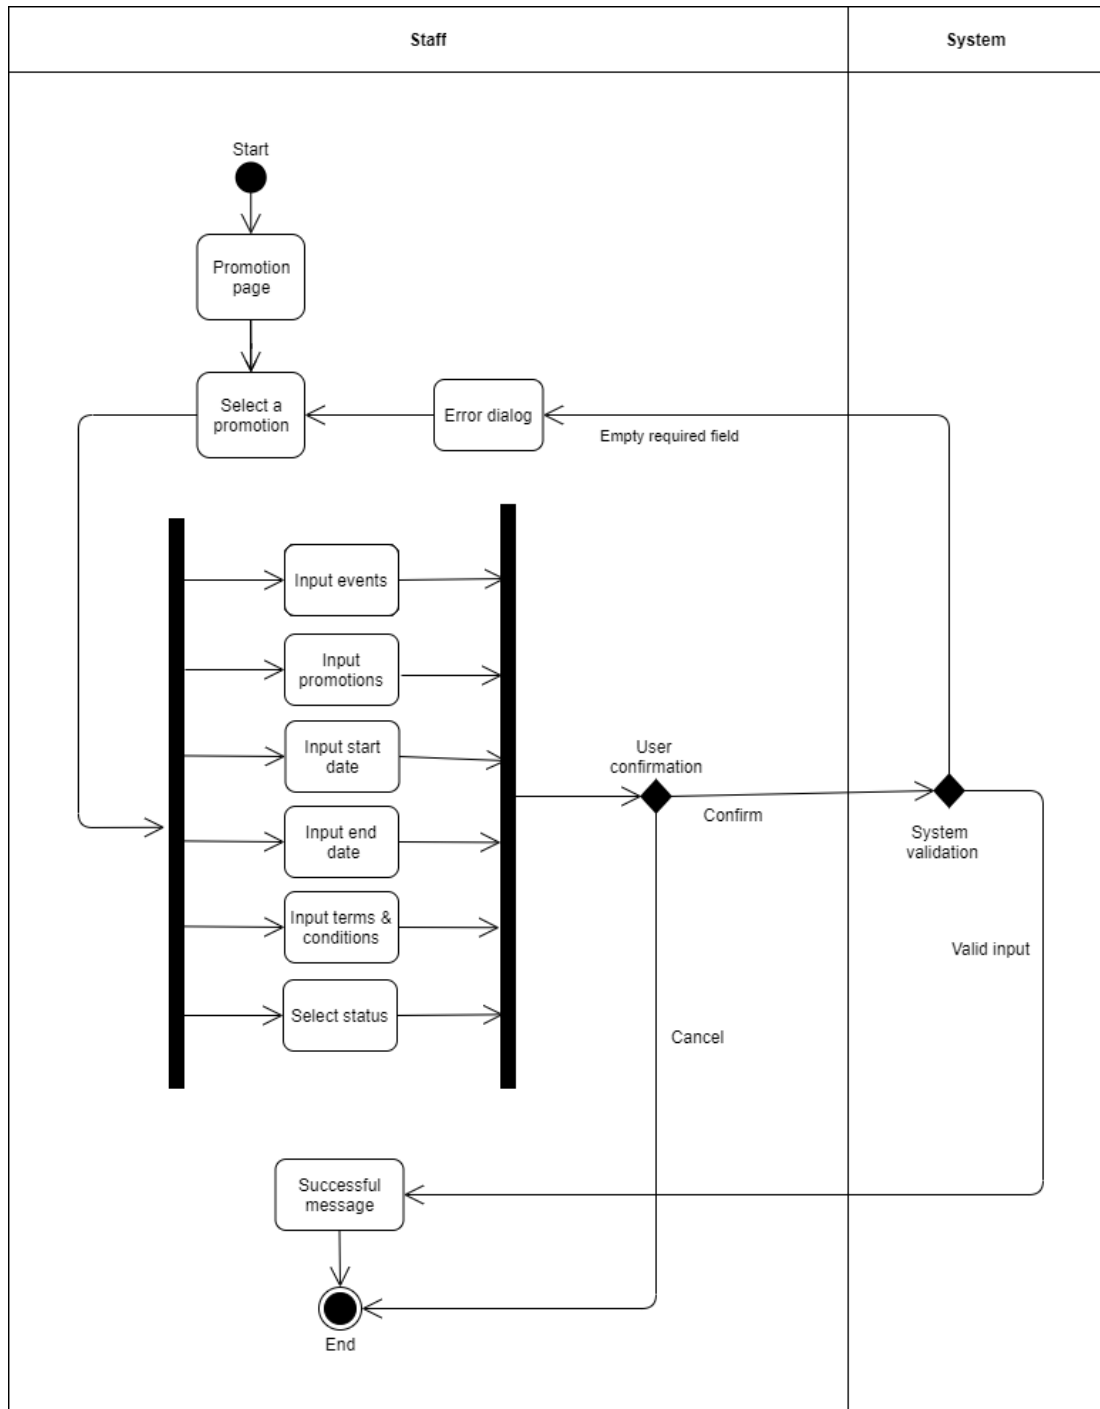 Staff
System
Start
Promotion
page
Select a
promotion
Error dialog
Empty required field
Input events
Input
promotions
Input start
date
User
confirmation
Confirm
Input end
date
System
validation
Input terms &
conditions
Valid input
Select status
Cancel
Successful
message
End